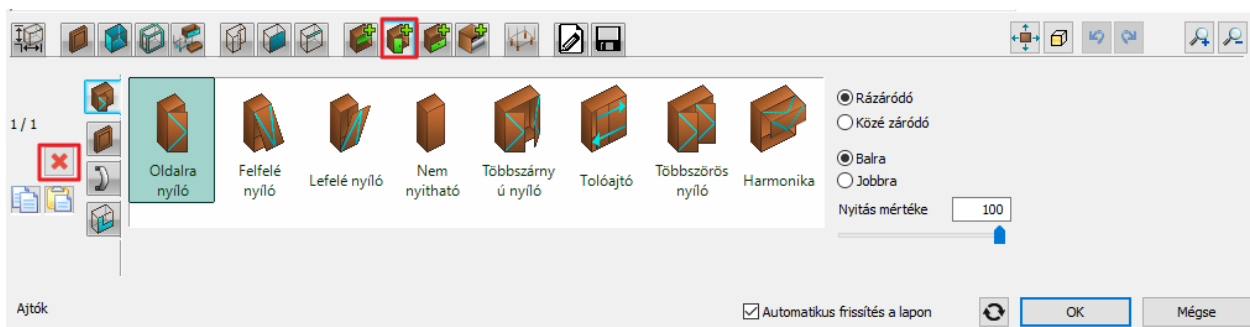 1 / 1
Oldalra
nyíló
Felfelé
nyíló
Lefelé nyíló
Nem
nyitható
Többszárny
ú nyíló
Tolóajtó
Többszörös
nyíló
Harmonika
Rázáródó
Közé záródó
Balra
Jobbra
Nyitás mértéke 100
Ajtók
Automatikus frissítés a lapon
OK
Mégse